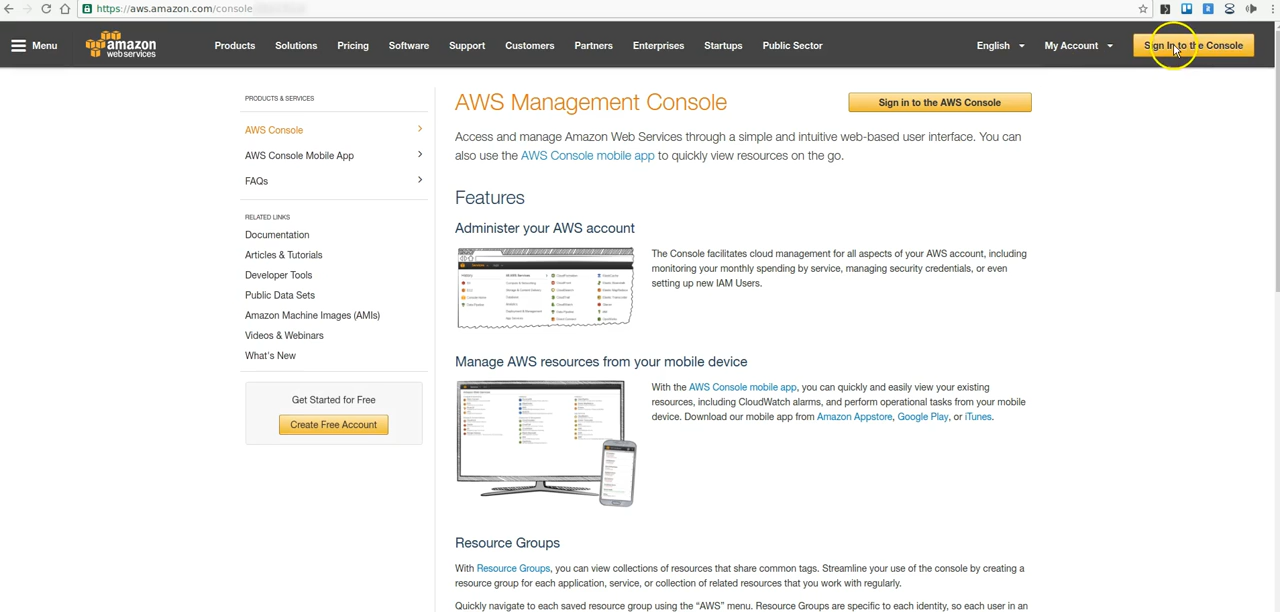 https://aws.amazon.com/console
Menu
amazon
webservices
Products
Solutions
Pricing
Software
Support
Customers
Partners
Enterprises
Startups
Public Sector
English
My Account
Sign In to the Console
PRODUCTS & SERVICES
AWS Console
AWS Console Mobile App
FAQs
RELATED LINKS
Documentation
Articles & Tutorials
Developer Tools
Public Data Sets
Amazon Machine Images (AMIs)
Videos & Webinars
What's New
Get Started for Free
Create Free Account
AWS Management Console
Sign in to the AWS Console
Access and manage Amazon Web Services through a simple and intuitive web-based user interface. You can
also use the AWS Console mobile app to quickly view resources on the go.
Features
Administer your AWS account
The Console facilitates cloud management for all aspects of your AWS account, including
monitoring your monthly spending by service, managing security credentials, or even
setting up new IAM Users.
Manage AWS resources from your mobile device
With the AWS Console mobile app, you can quickly and easily view your existing
resources, including CloudWatch alarms, and perform operational tasks from your mobile
device. Download our mobile app from Amazon Appstore, Google Play, or iTunes.
Resource Groups
With Resource Groups, you can view collections of resources that share common tags. Streamline your use of the console by creating a
resource group for each application, service, or collection of related resources that you work with regularly.
Quickly navigate to each saved resource group using the “AWS” menu. Resource Groups are specific to each identity, so each user in an